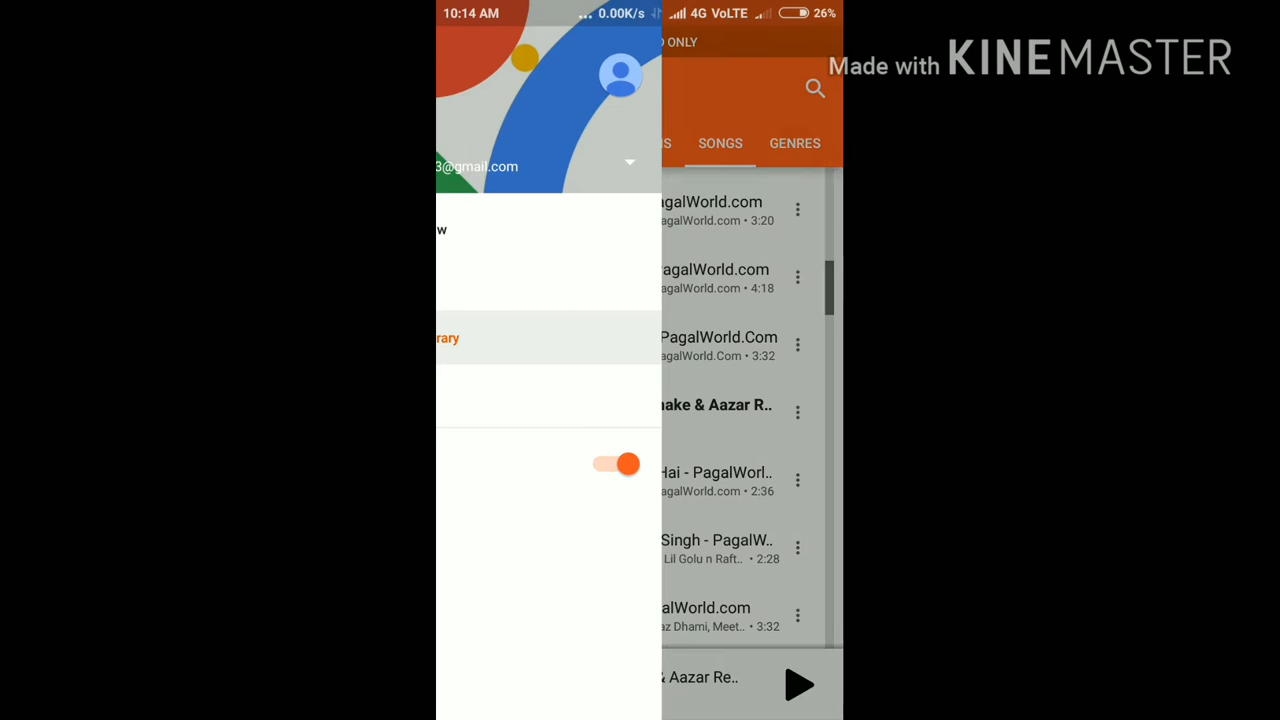 10:14 AM ... 0.00K/s 4G VoLTE 26%
ONLY
Made with KINEMASTER
SONGS GENRES
3@gmail.com
agalWorld.com
agalWorld.com • 3:20
w
agalWorld.com
agalWorld.com • 4:18
rary
PagalWorld.Com
agalWorld.Com • 3:32
ake & Aazar R..
Hai - PagalWorl..
agalWorld.com • 2:36
Singh - PagalW..
Lil Golu n Raft.. • 2:28
alWorld.com
az Dhami, Meet.. • 3:32
& Aazar Re..